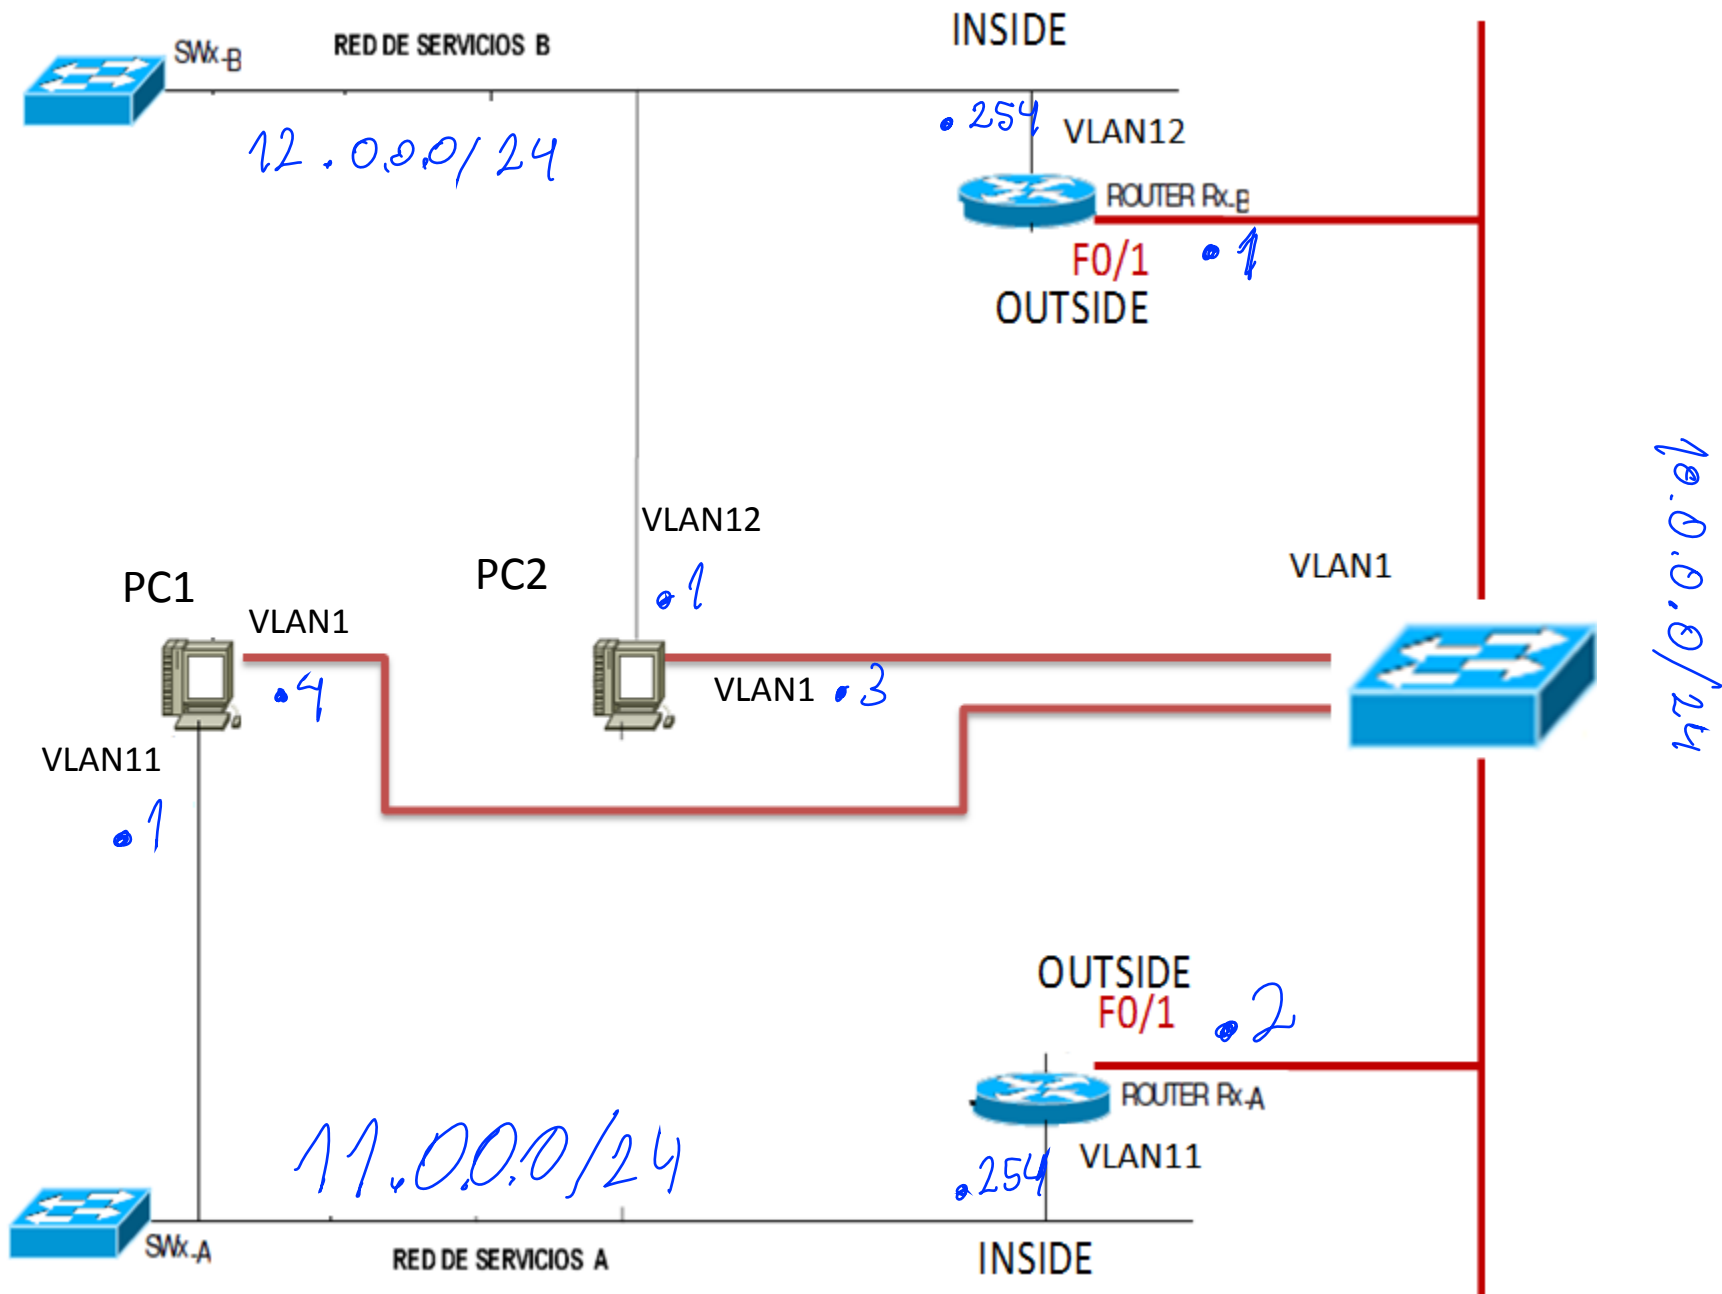 INSIDE
SWx-B
RED DE SERVICIOS B
.254
VLAN12
12.0.0.0/24
ROUTER Rx-B
F0/1
.1
OUTSIDE
10.0.0.0/24
VLAN12
VLAN1
PC1
PC2
.1
VLAN1
.4
VLAN1
.3
VLAN11
.1
OUTSIDE
F0/1
.2
ROUTER Rx-A
11.0.0.0/24
VLAN11
.254
SWx-A
RED DE SERVICIOS A
INSIDE